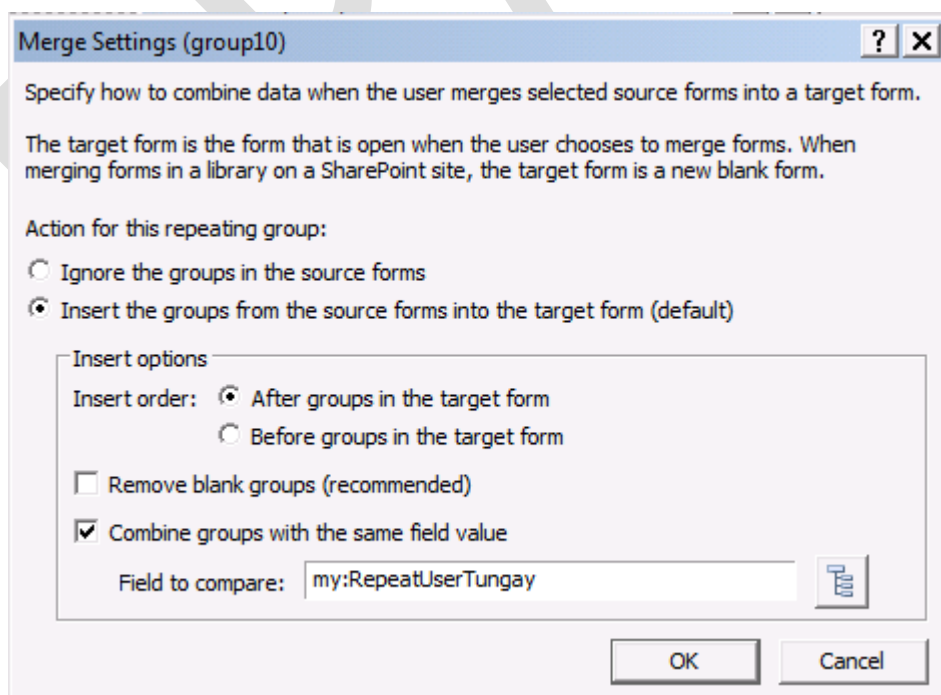 Merge Settings (group10)
Specify how to combine data when the user merges selected source forms into a target form.
The target form is the form that is open when the user chooses to merge forms. When
merging forms in a library on a SharePoint site, the target form is a new blank form.
Action for this repeating group:
Ignore the groups in the source forms
Insert the groups from the source forms into the target form (default)
Insert options
Insert order: After groups in the target form
Before groups in the target form
Remove blank groups (recommended)
Combine groups with the same field value
Field to compare: my:RepeatUserTungay
OK Cancel